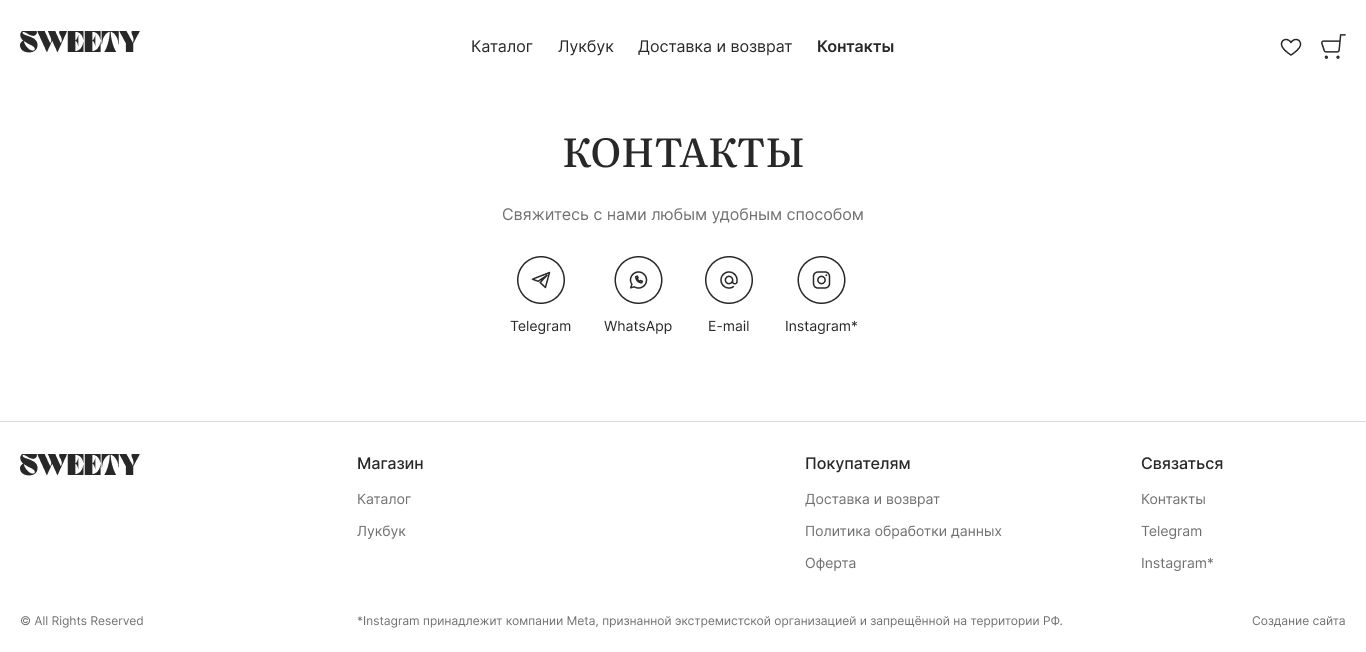 SWEETY
Каталог Лукбук Доставка и возврат Контакты
КОНТАКТЫ
Свяжитесь с нами любым удобным способом
Telegram WhatsApp E-mail Instagram*
SWEETY
Магазин
Каталог
Лукбук
Покупателям
Доставка и возврат
Политика обработки данных
Оферта
Связаться
Контакты
Telegram
Instagram*
© All Rights Reserved
*Instagram принадлежит компании Meta, признанной экстремистской организацией и запрещённой на территории РФ.
Создание сайта